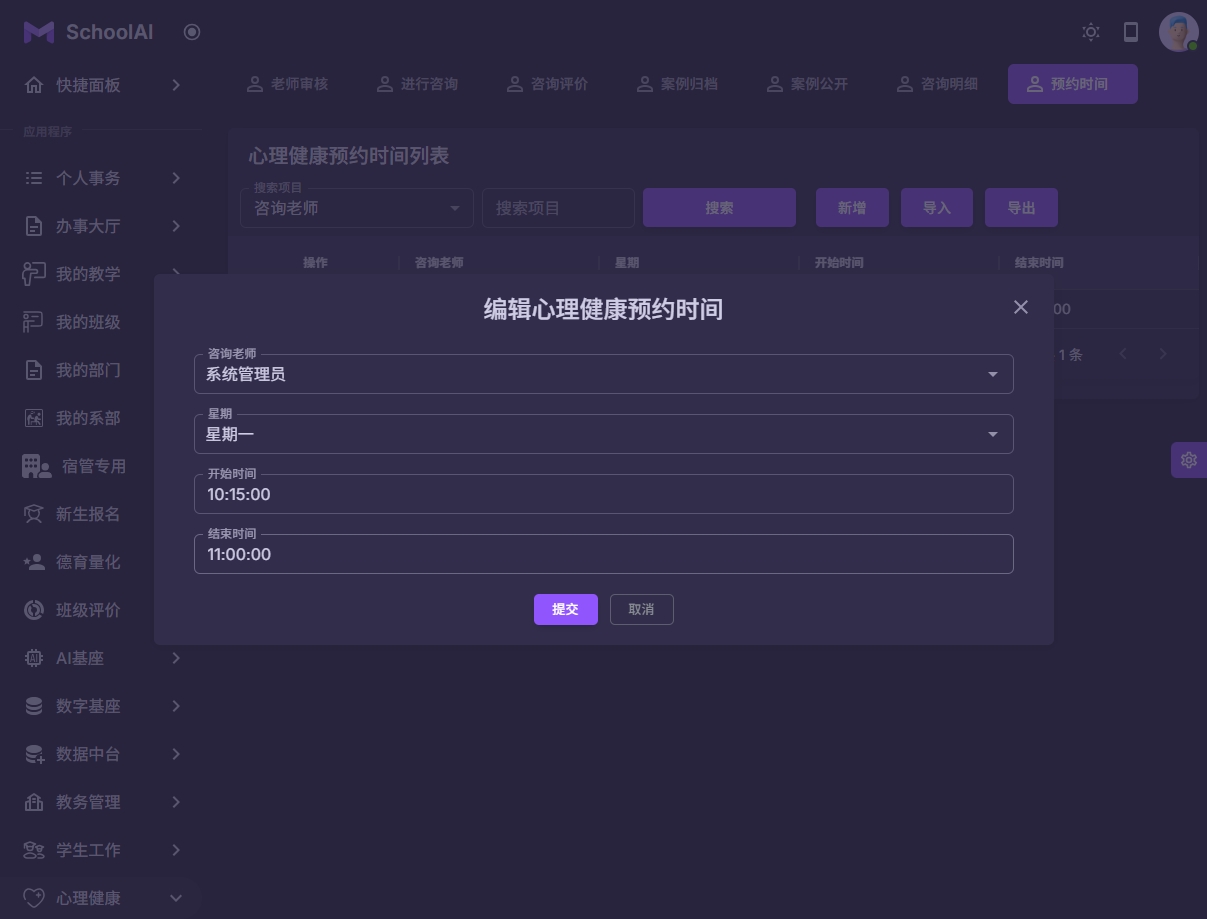 SchoolAI
快捷面板
老师审核
进行咨询
咨询评价
案例归档
案例公开
咨询明细
预约时间
应用程序
个人事务
办事大厅
我的教学
我的班级
我的部门
我的系部
宿管专用
新生报名
德育量化
班级评价
AI基座
数字基座
数据中台
教务管理
学生工作
心理健康
心理健康预约时间列表
搜索项目
咨询老师
搜索项目
搜索
新增
导入
导出
操作
咨询老师
星期
开始时间
结束时间
00
1 条
编辑心理健康预约时间
咨询老师
系统管理员
星期
星期一
开始时间
10:15:00
结束时间
11:00:00
提交
取消